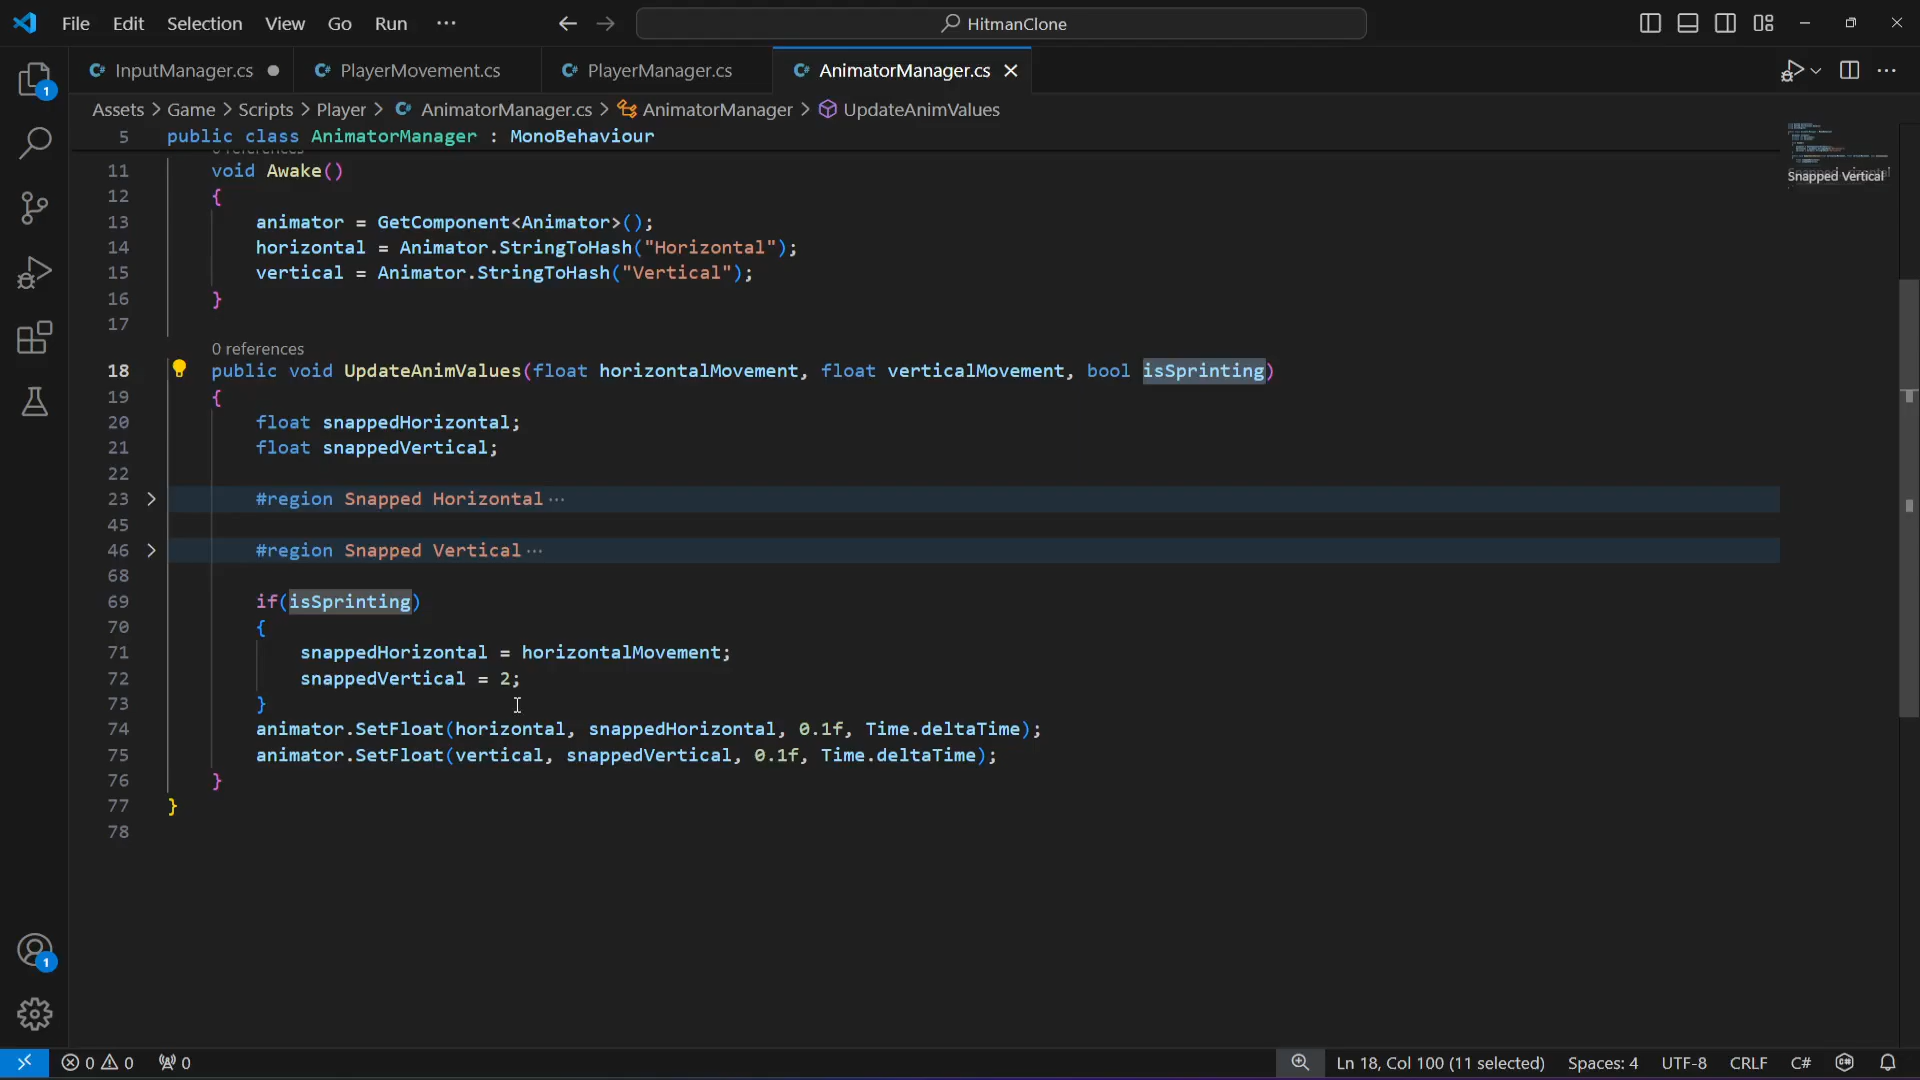 File Edit Selection View Go Run ··· HitmanClone
InputManager.cs PlayerMovement.cs PlayerManager.cs AnimatorManager.cs
Assets > Game > Scripts > Player > AnimatorManager.cs > AnimatorManager > UpdateAnimValues
5 public class AnimatorManager : MonoBehaviour
11 void Awake()
12 {
13 animator = GetComponent<Animator>();
14 horizontal = Animator.StringToHash("Horizontal");
15 vertical = Animator.StringToHash("Vertical");
16 }
17
0 references
18 public void UpdateAnimValues(float horizontalMovement, float verticalMovement, bool isSprinting)
19 {
20 float snappedHorizontal;
21 float snappedVertical;
22
23 #region Snapped Horizontal ···
45
46 #region Snapped Vertical ···
68
69 if(isSprinting)
70 {
71 snappedHorizontal = horizontalMovement;
72 snappedVertical = 2;
73 }
74 animator.SetFloat(horizontal, snappedHorizontal, 0.1f, Time.deltaTime);
75 animator.SetFloat(vertical, snappedVertical, 0.1f, Time.deltaTime);
76 }
77 }
78
Snapped Vertical
1
1
0 0 0 Ln 18, Col 100 (11 selected) Spaces: 4 UTF-8 CRLF C#